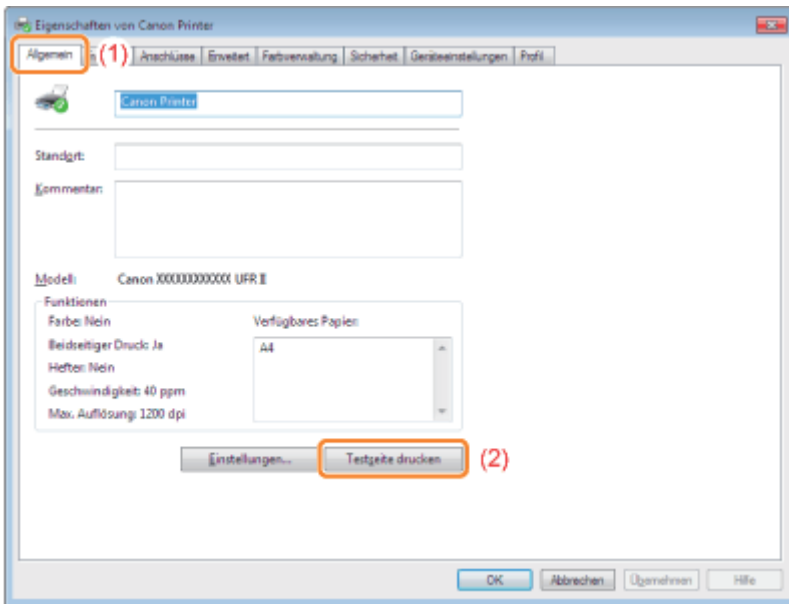 Eigenschaften von Canon Printer
Allgemein (1) Anschlüsse Erweitert Farbverwaltung Sicherheit Geräteeinstellungen Profil
Canon Printer
Standort:
Kommentar:
Modell: Canon XXXXXXXXXXXX UFR II
Funktionen
Farbe: Nein Verfügbares Papier:
Beidseitiger Druck: Ja A4
Heften: Nein
Geschwindigkeit: 40 ppm
Max. Auflösung: 1200 dpi
Einstellungen... Testseite drucken (2)
OK Abbrechen Übernehmen Hilfe